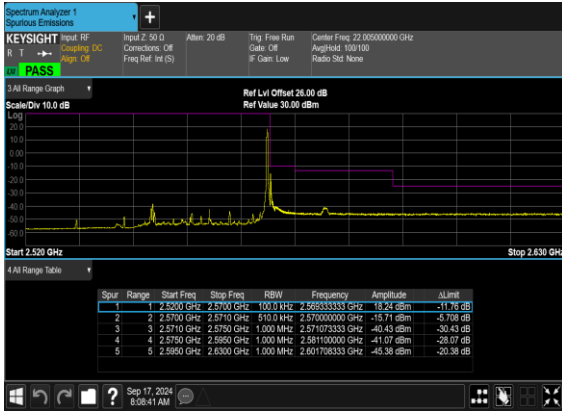 Spectrum Analyzer 1
Spurious Emissions
+
KEYSIGHT Input: RF Input Z: 50 Ω Atten: 20 dB Trig: Free Run Center Freq: 22.005000000 GHz
R T Coupling: DC Corrections: Off Gate: Off Avg|Hold: 100/100
Align: Off Freq Ref: Int (S) IF Gain: Low Radio Std: None
PASS
3 All Range Graph Ref Lvl Offset 26.00 dB
Scale/Div 10.0 dB Ref Value 30.00 dBm
Log
20.0
10.0
0.00
-10.0
-20.0
-30.0
-40.0
-50.0
-60.0
Start 2.520 GHz Stop 2.630 GHz
4 All Range Table
Spur Range Start Freq Stop Freq RBW Frequency Amplitude ΔLimit
1 1 2.5200 GHz 2.5700 GHz 100.0 kHz 2.569333333 GHz 18.24 dBm -11.76 dB
2 2 2.5700 GHz 2.5710 GHz 510.0 kHz 2.570000000 GHz -15.71 dBm -5.708 dB
3 3 2.5710 GHz 2.5750 GHz 1.000 MHz 2.571073333 GHz -40.43 dBm -30.43 dB
4 4 2.5750 GHz 2.5950 GHz 1.000 MHz 2.581100000 GHz -41.07 dBm -28.07 dB
5 5 2.5950 GHz 2.6300 GHz 1.000 MHz 2.601708333 GHz -45.38 dBm -20.38 dB
? Sep 17, 2024
8:08:41 AM